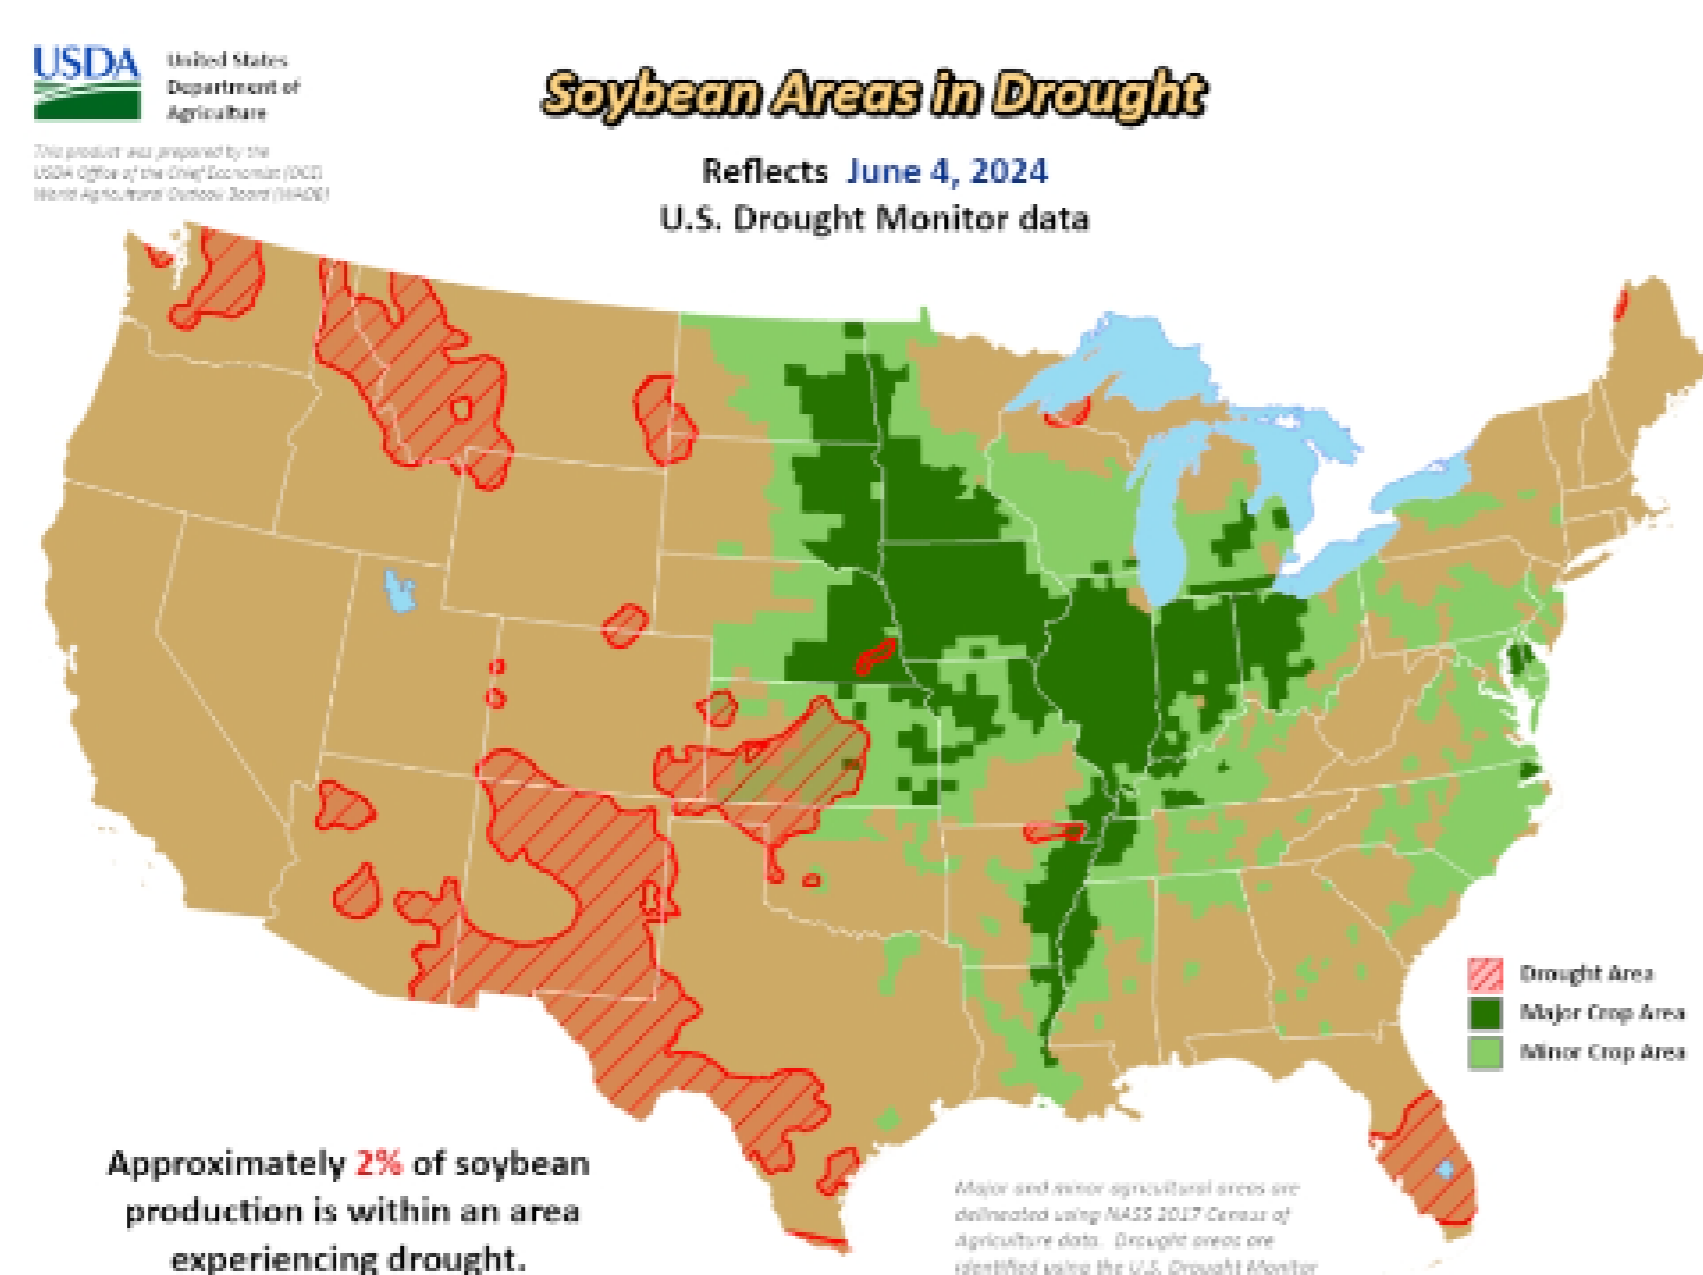 USDA
United States
Department of
Agriculture
This product was prepared by the
USDA Office of the Chief Economist (OCE)
World Agricultural Outlook Board (WAOB)
Soybean Areas in Drought
Reflects June 4, 2024
U.S. Drought Monitor data
Drought Area
Major Crop Area
Minor Crop Area
Approximately 2% of soybean
production is within an area
experiencing drought.
Major and minor agricultural areas are
delineated using NASS 2017 Census of
Agriculture data. Drought areas are
identified using the U.S. Drought Monitor